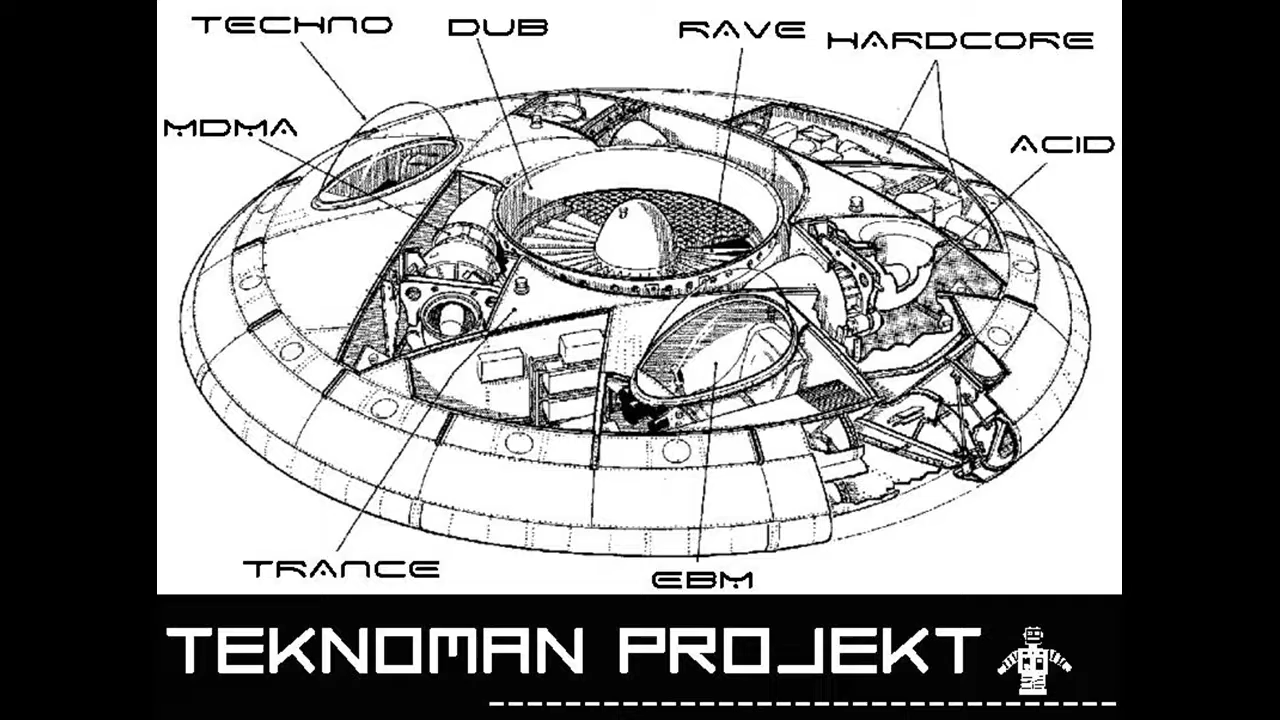 TECHNO
DUB
RAVE
HARDCORE
MDMA
ACID
TRANCE
EBM
TEKNOMAN PROJEKT